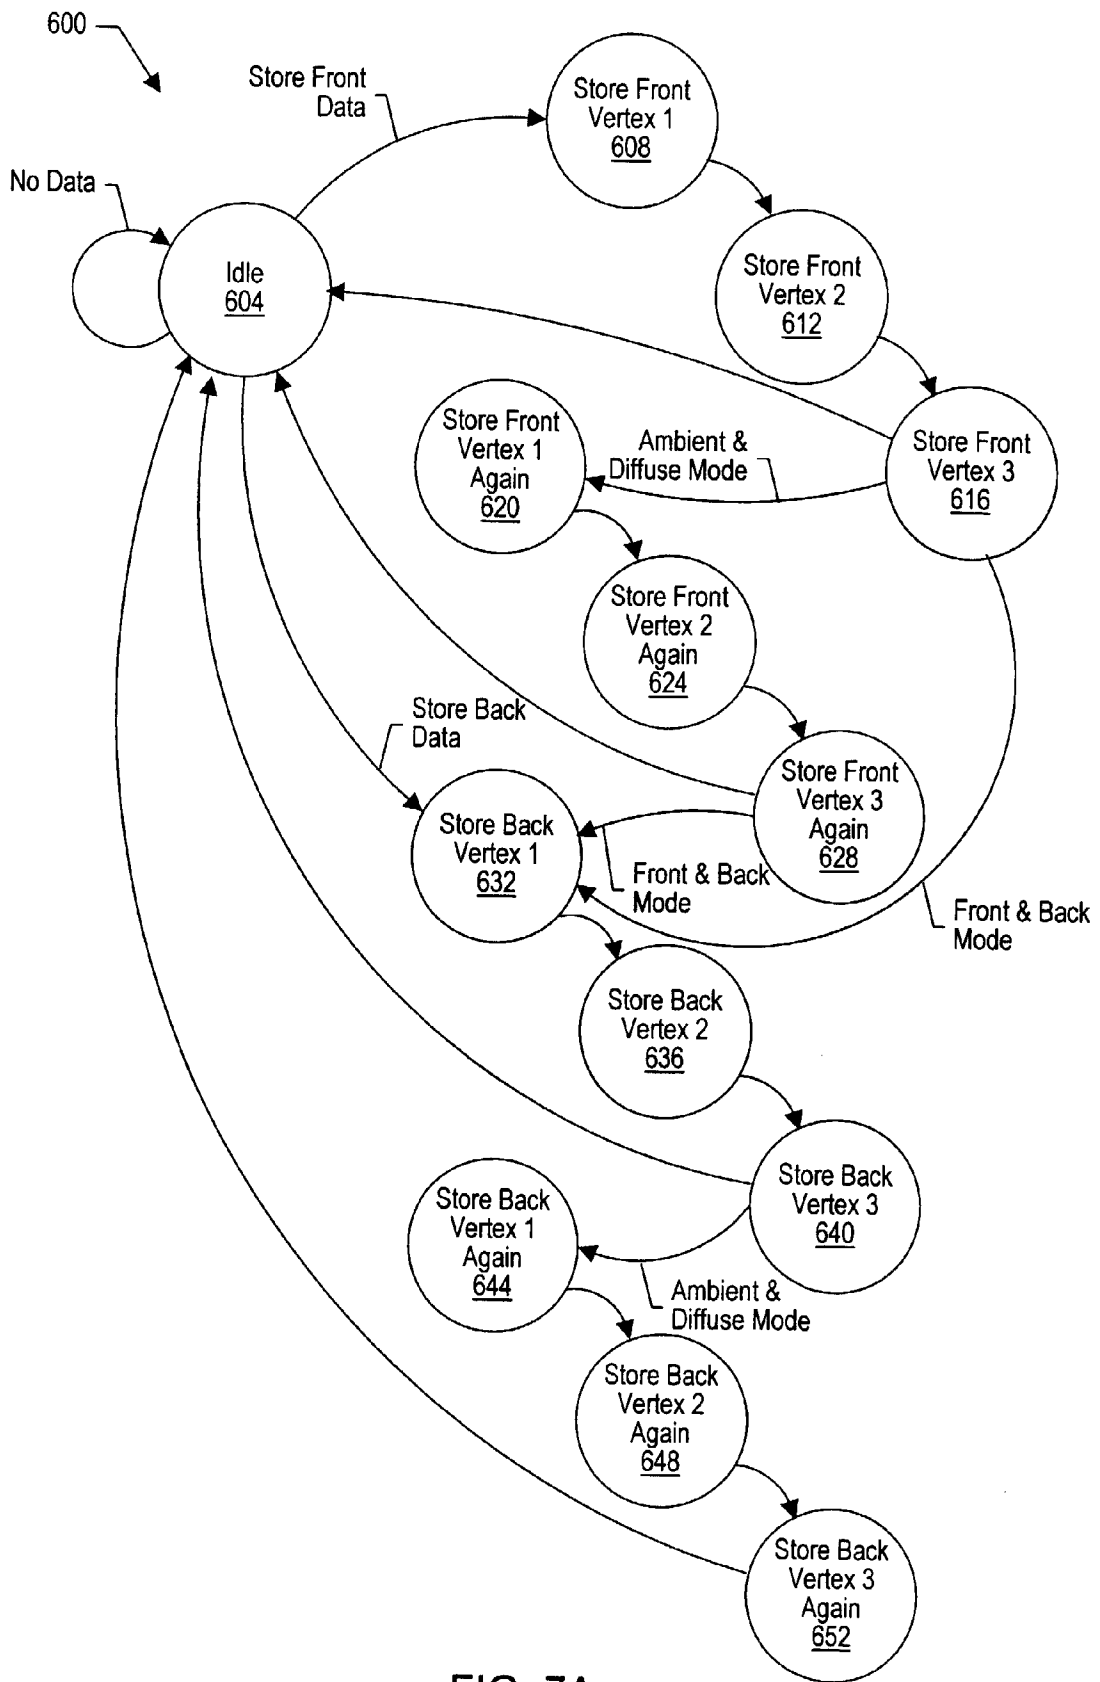 600
Store Front
Data
Store Front
Vertex 1
608
No Data
Idle
604
Store Front
Vertex 2
612
Store Front
Vertex 1
Again
620
Ambient &
Diffuse Mode
Store Front
Vertex 3
616
Store Front
Vertex 2
Again
624
Store Back
Data
Store Front
Vertex 3
Again
628
Store Back
Vertex 1
632
Front & Back
Mode
Front & Back
Mode
Store Back
Vertex 2
636
Store Back
Vertex 3
640
Store Back
Vertex 1
Again
644
Ambient &
Diffuse Mode
Store Back
Vertex 2
Again
648
Store Back
Vertex 3
Again
652